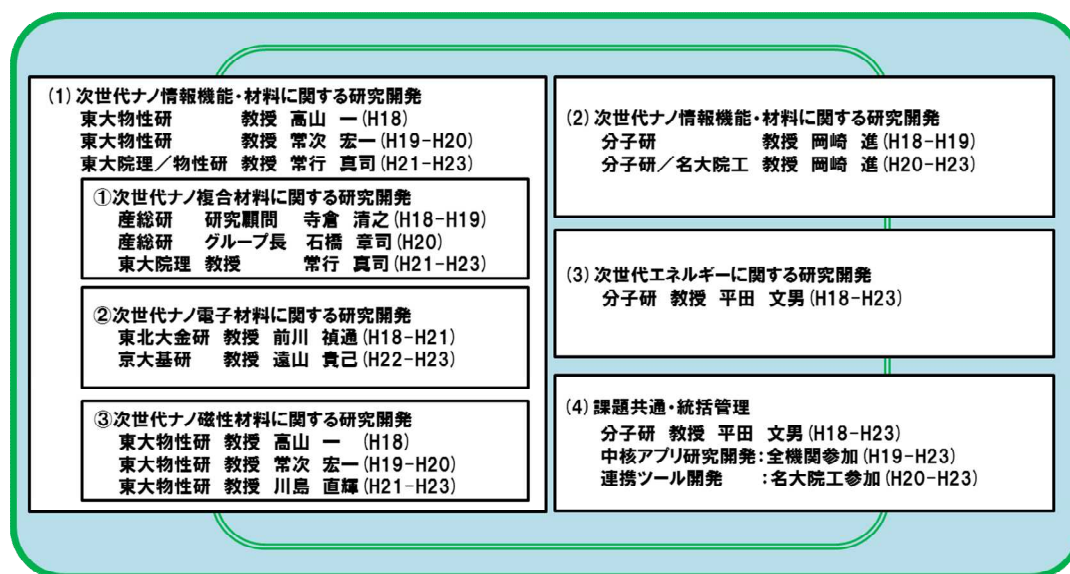 (1)次世代ナノ情報機能・材料に関する研究開発
東大物性研 教授 高山 一(H18)
東大物性研 教授 常次 宏一(H19-H20)
東大院理/物性研 教授 常行 真司(H21-H23)
①次世代ナノ複合材料に関する研究開発
産総研 研究顧問 寺倉 清之(H18-H19)
産総研 グループ長 石橋 章司(H20)
東大院理 教授 常行 真司(H21-H23)
②次世代ナノ電子材料に関する研究開発
東北大金研 教授 前川 禎通(H18-H21)
京大基研 教授 遠山 貴己(H22-H23)
③次世代ナノ磁性材料に関する研究開発
東大物性研 教授 高山 一 (H18)
東大物性研 教授 常次 宏一(H19-H20)
東大物性研 教授 川島 直輝(H21-H23)
(2)次世代ナノ情報機能・材料に関する研究開発
分子研 教授 岡崎 進(H18-H19)
分子研/名大院工 教授 岡崎 進(H20-H23)
(3)次世代エネルギーに関する研究開発
分子研 教授 平田 文男(H18-H23)
(4)課題共通・統括管理
分子研 教授 平田 文男(H18-H23)
中核アプリ研究開発:全機関参加(H19-H23)
連携ツール開発 :名大院工参加(H20-H23)